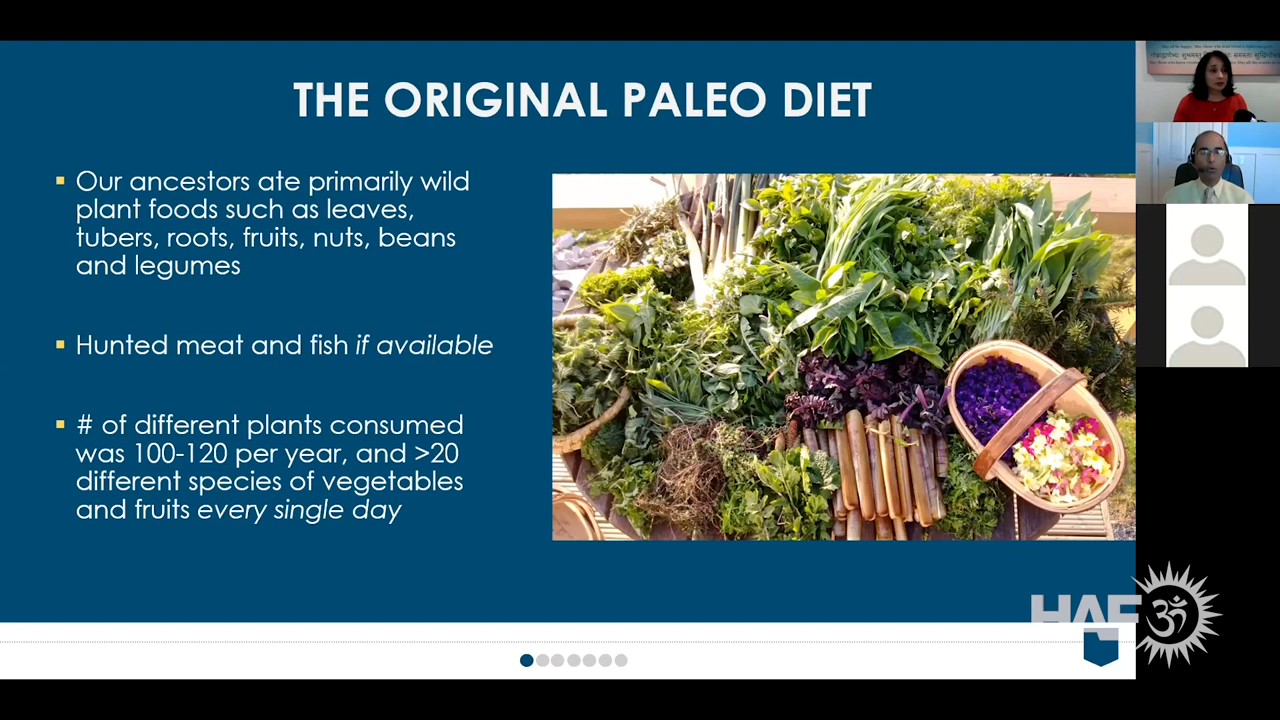 THE ORIGINAL PALEO DIET
Our ancestors ate primarily wild
plant foods such as leaves,
tubers, roots, fruits, nuts, beans
and legumes
Hunted meat and fish if available
# of different plants consumed
was 100-120 per year, and >20
different species of vegetables
and fruits every single day
HAF
ॐ